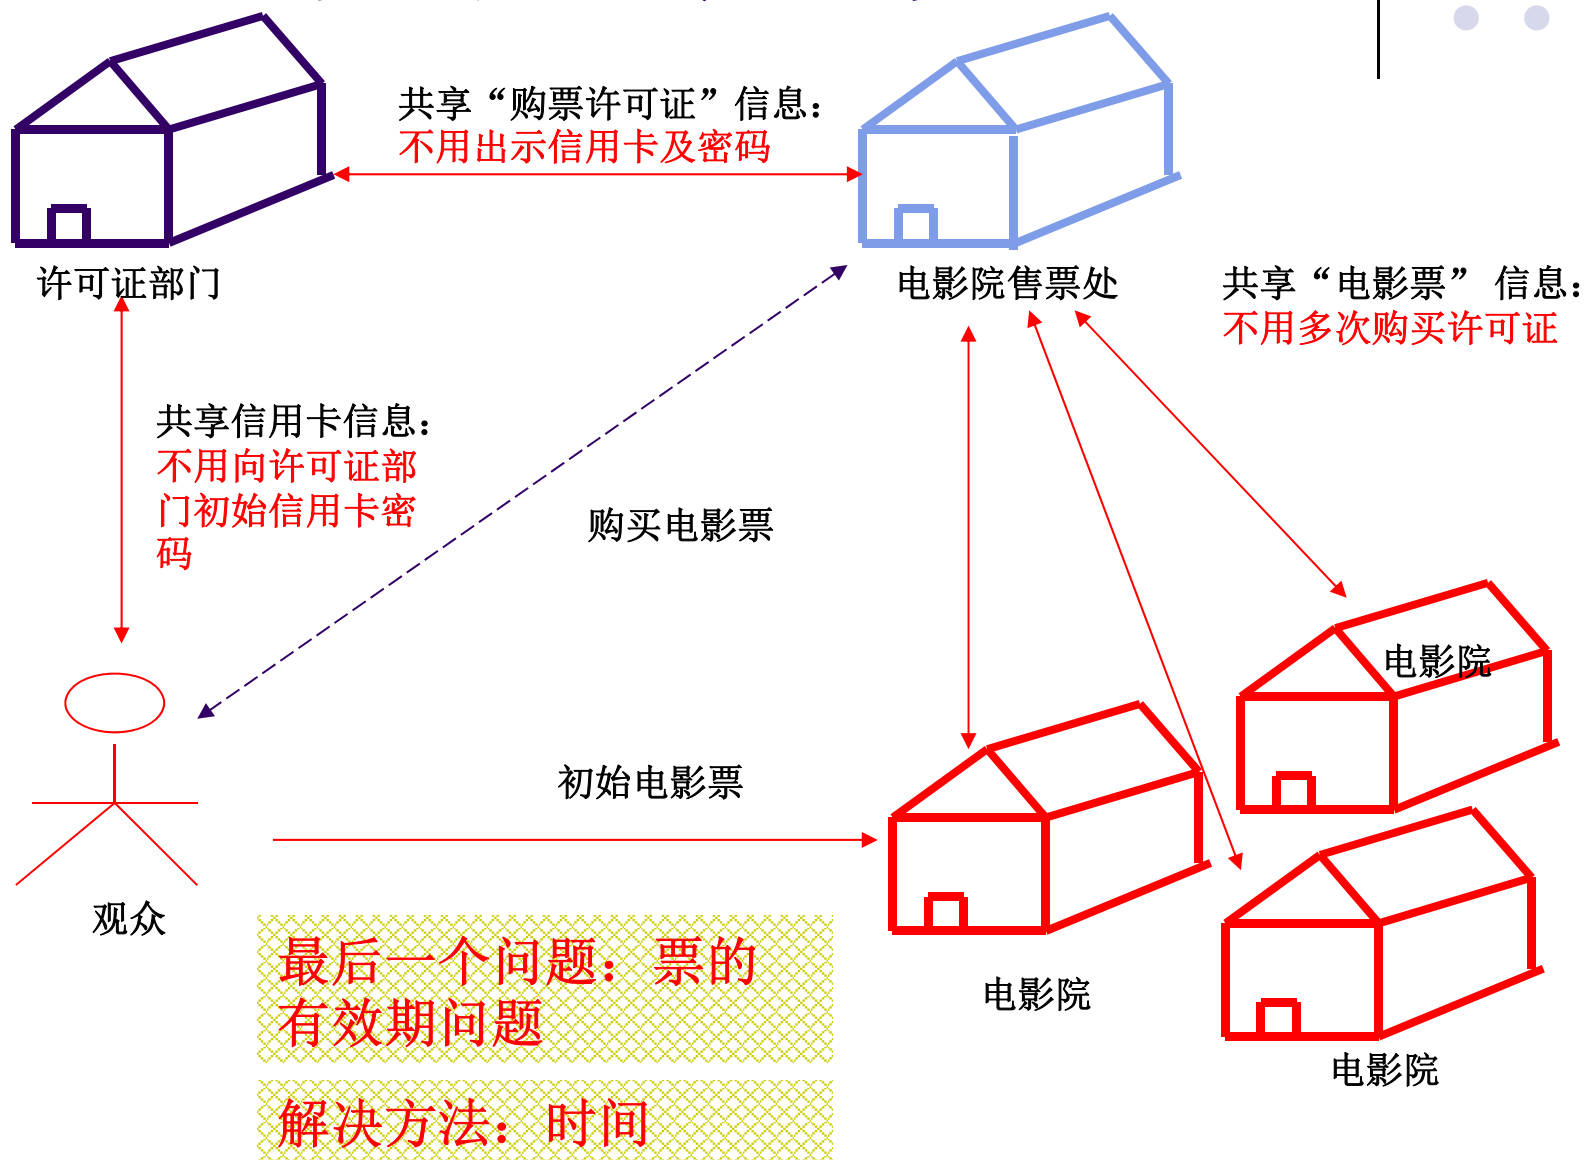 共享“购票许可证”信息：
不用出示信用卡及密码
许可证部门
电影院售票处
共享“电影票” 信息：
不用多次购买许可证
共享信用卡信息：
不用向许可证部
门初始信用卡密
码
购买电影票
电影院
初始电影票
观众
最后一个问题：票的
有效期问题
电影院
电影院
解决方法：时间